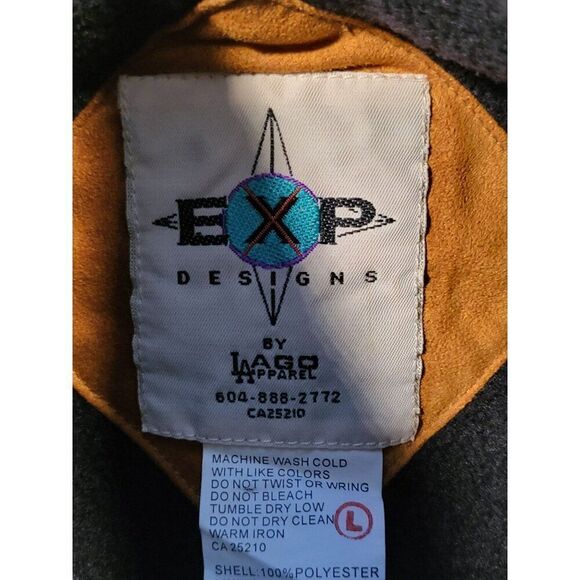 EXP
DESIGNS
BY
LAGO
APPAREL
604-888-2772
CA25210
MACHINE WASH COLD
WITH LIKE COLORS
DO NOT TWIST OR WRING
DO NOT BLEACH
TUMBLE DRY LOW
DO NOT DRY CLEAN
L
WARM IRON
CA 25210
SHELL:100%POLYESTER